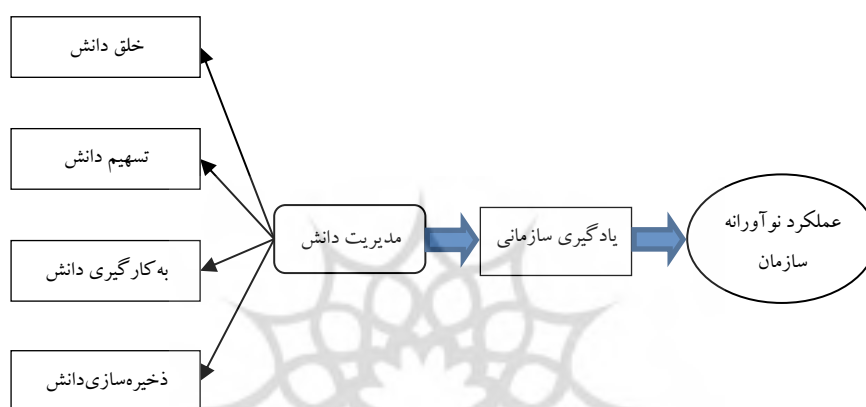 خلق دانش
تسهیم دانش
به‌کارگیری دانش
ذخیره‌سازی‌دانش
مدیریت دانش
یادگیری سازمانی
عملکرد نوآورانه
سازمان